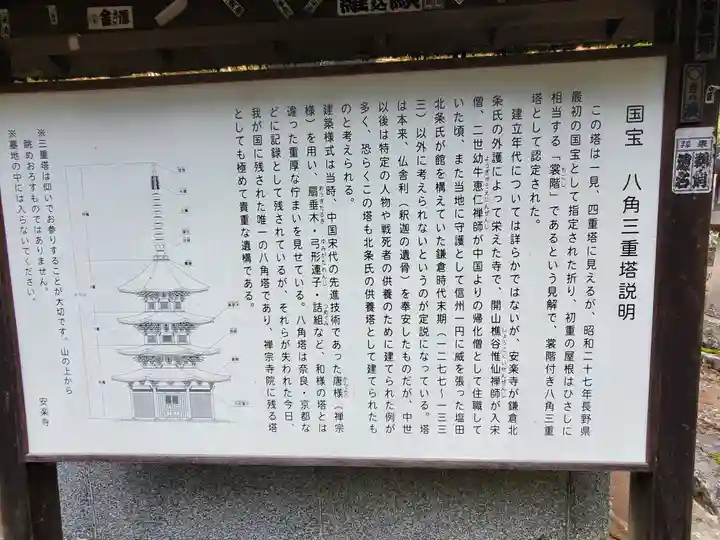 国宝 八角三重塔説明
この塔は一見、四重塔に見えるが、昭和二十七年長野県
最初の国宝として指定された折り、初重の屋根はひさしに
相当する「裳階」であるという見解で、裳階付き八角三重
塔として認定された。
建立年代については詳らかではないが、安楽寺が鎌倉北
条氏の外護によって栄えた寺で、開山樵谷惟仙禅師が入宋
僧、二世幼牛恵仁禅師が中国よりの帰化僧として住職して
いた頃、また当地に守護として信州一円に威を張った塩田
北条氏が館を構えていた鎌倉時代末期（一二七七～一三三
三）以外に考えられないというのが定説になっている。塔
は本来、仏舎利（釈迦の遺骨）を奉安したものだが、中世
以後は特定の人物や戦死者の供養のために建てられた例が
多く、恐らくこの塔も北条氏の供養塔として建てられたも
のと考えられる。
建築様式は当時、中国宋代の先進技術であった唐様（禅宗
様）を用い、扇垂木・弓形連子・詰組など、和様の塔とは
違った重厚な佇まいを見せている。八角塔は奈良・京都な
どに記録として残されているが、それらが失われた今日、
我が国に残された唯一の八角塔であり、禅宗寺院に残る塔
としても極めて貴重な遺構である。
※三重塔は仰いでお参りすることが大切です。山の上から
眺めおろすものではありません。
※墓地の中には入らないでください。
安楽寺